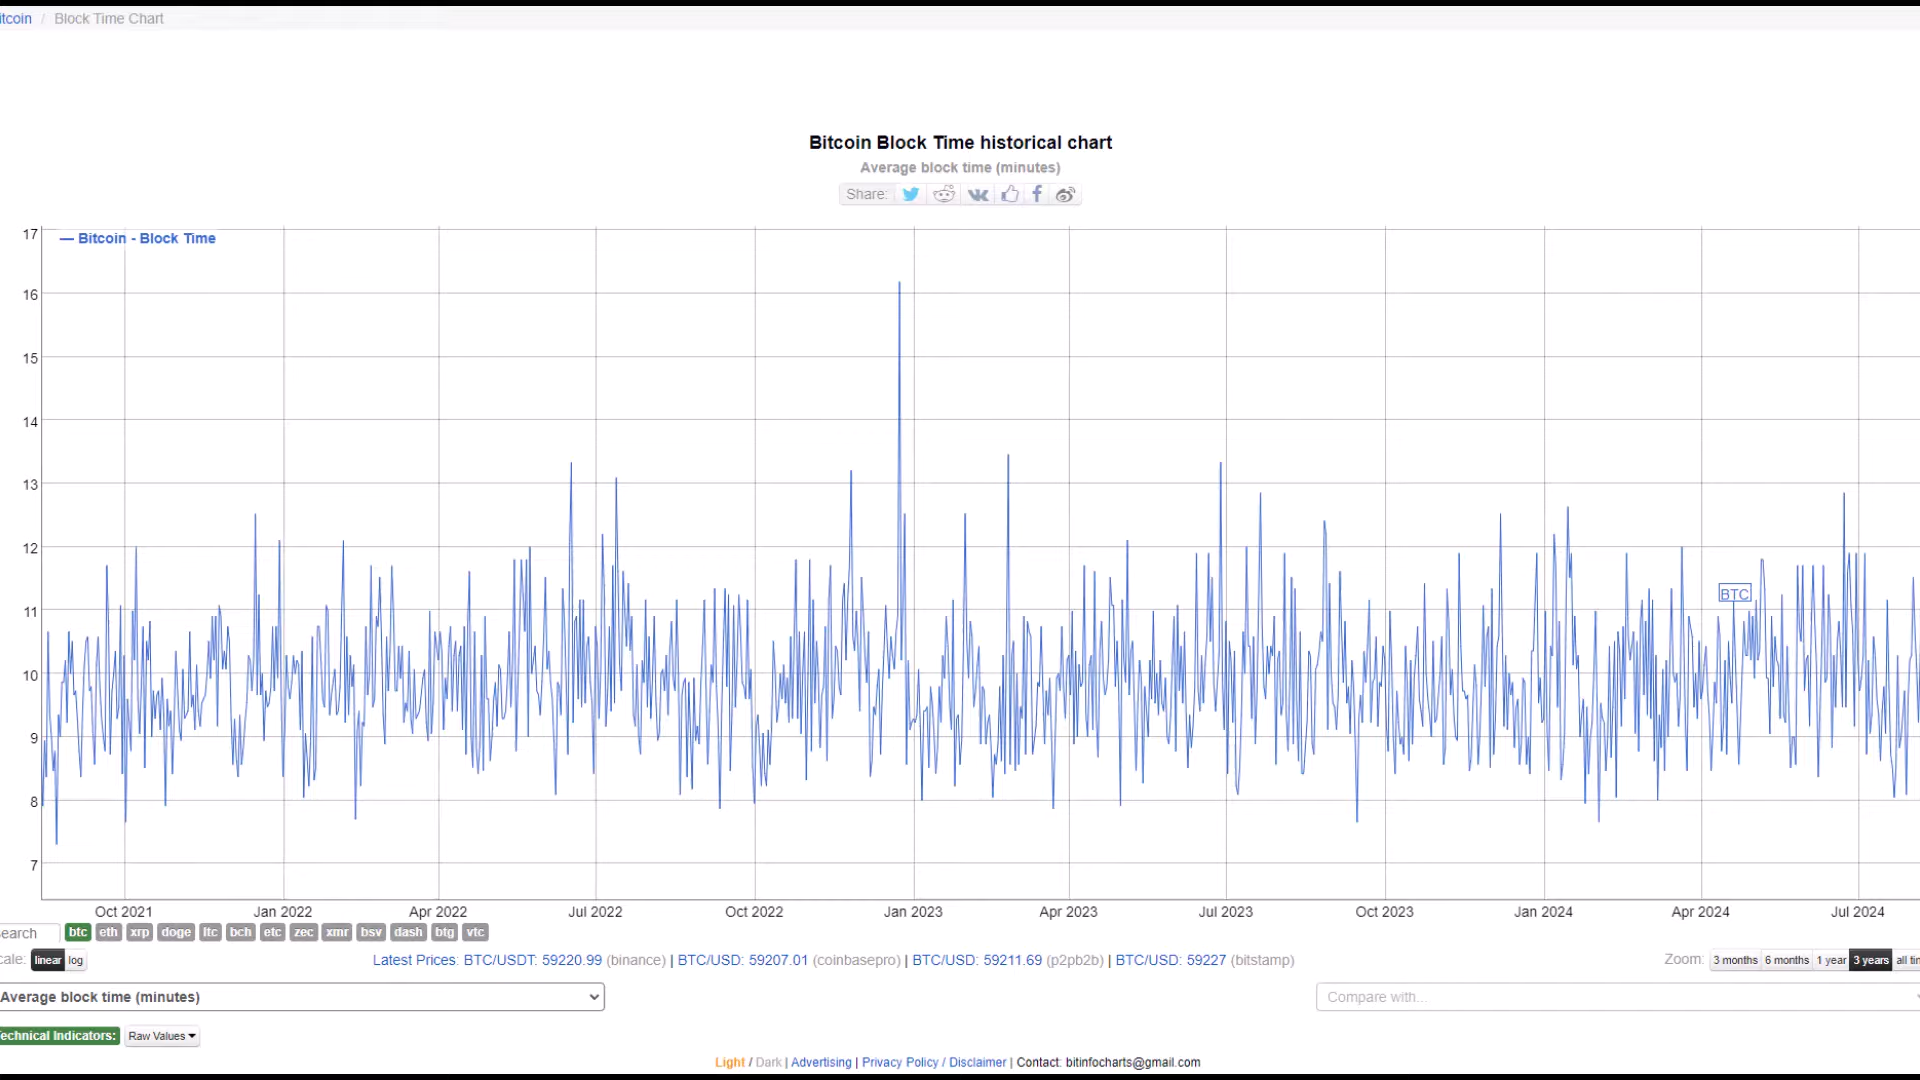 itcoin / Block Time Chart
Bitcoin Block Time historical chart
Average block time (minutes)
Share:
Bitcoin - Block Time
17
16
15
14
13
12
11
10
9
8
7
BTC
Oct 2021 Jan 2022 Apr 2022 Jul 2022 Oct 2022 Jan 2023 Apr 2023 Jul 2023 Oct 2023 Jan 2024 Apr 2024 Jul 2024
earch btc eth xrp doge ltc bch etc zec xmr bsv dash btg vtc
cale: linear log
Latest Prices: BTC/USDT: 59220.99 (binance) | BTC/USD: 59207.01 (coinbasepro) | BTC/USD: 59211.69 (p2pb2b) | BTC/USD: 59227 (bitstamp)
Zoom: 3 months 6 months 1 year 3 years all tin
Average block time (minutes)
Compare with...
echnical Indicators: Raw Values
Light / Dark | Advertising | Privacy Policy / Disclaimer | Contact: bitinfocharts@gmail.com